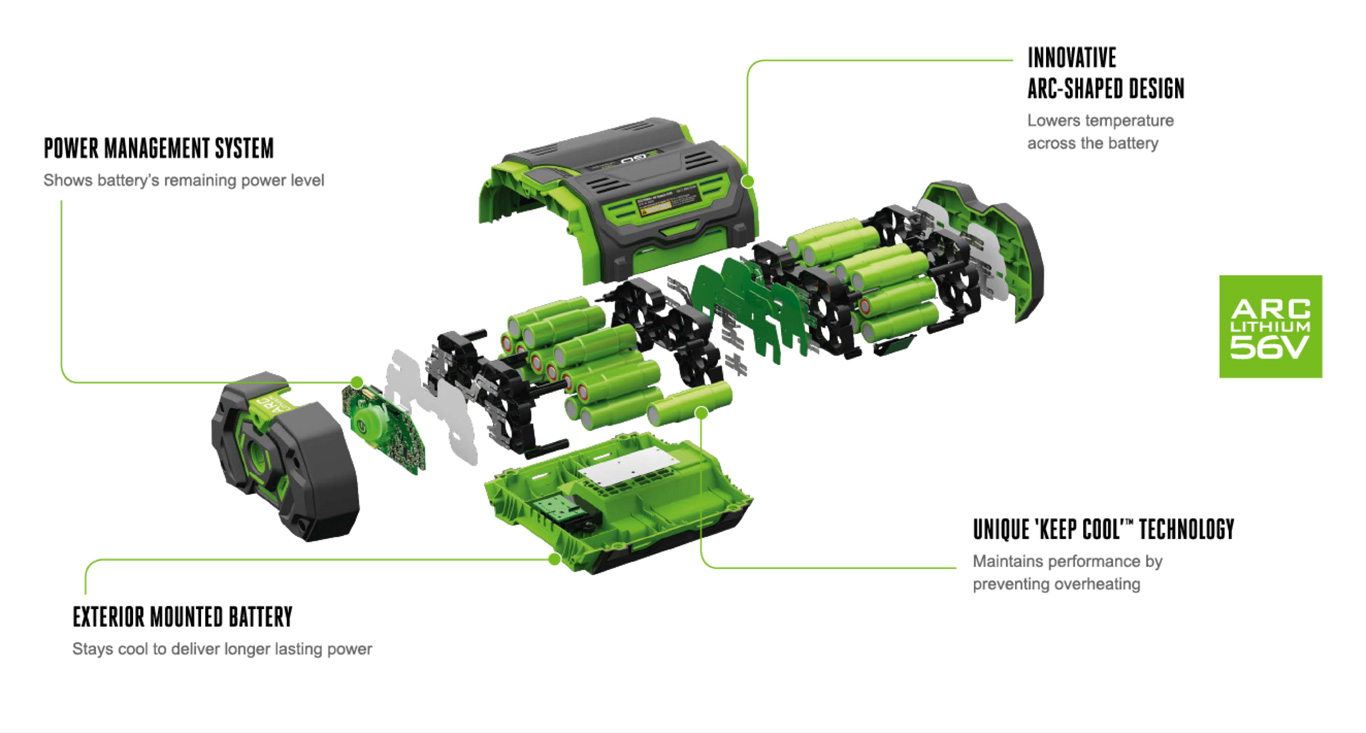 INNOVATIVE
ARC-SHAPED DESIGN
Lowers temperature
across the battery
POWER MANAGEMENT SYSTEM
Shows battery's remaining power level
EGO
ARC
LITHIUM
56V
ARC
UNIQUE 'KEEP COOL'™ TECHNOLOGY
Maintains performance by
preventing overheating
EXTERIOR MOUNTED BATTERY
Stays cool to deliver longer lasting power